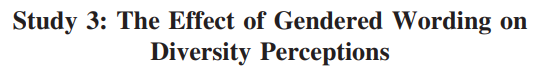 Study 3: The Effect of Gendered Wording on
Diversity Perceptions